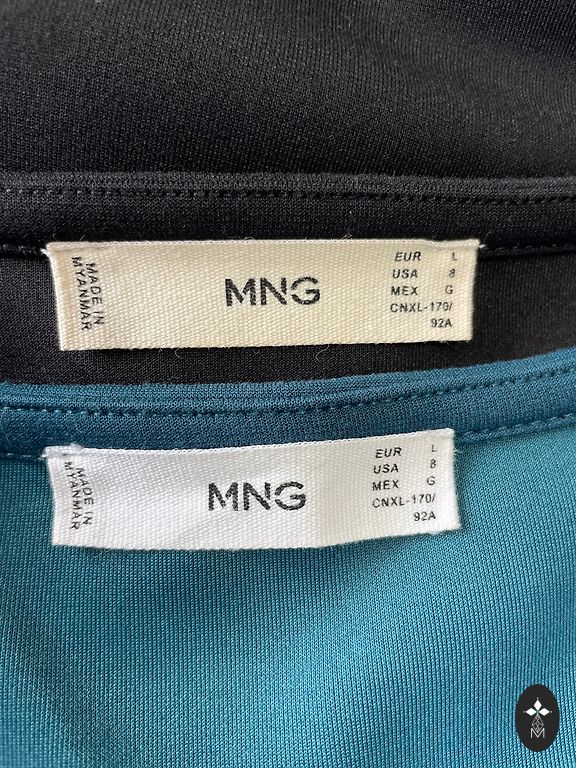 MADE IN
MYANMAR
MNG
EUR L
USA 8
MEX G
CNXL-170/
92A
MADE IN
MYANMAR
MNG
EUR L
USA 8
MEX G
CNXL-170/
92A
M